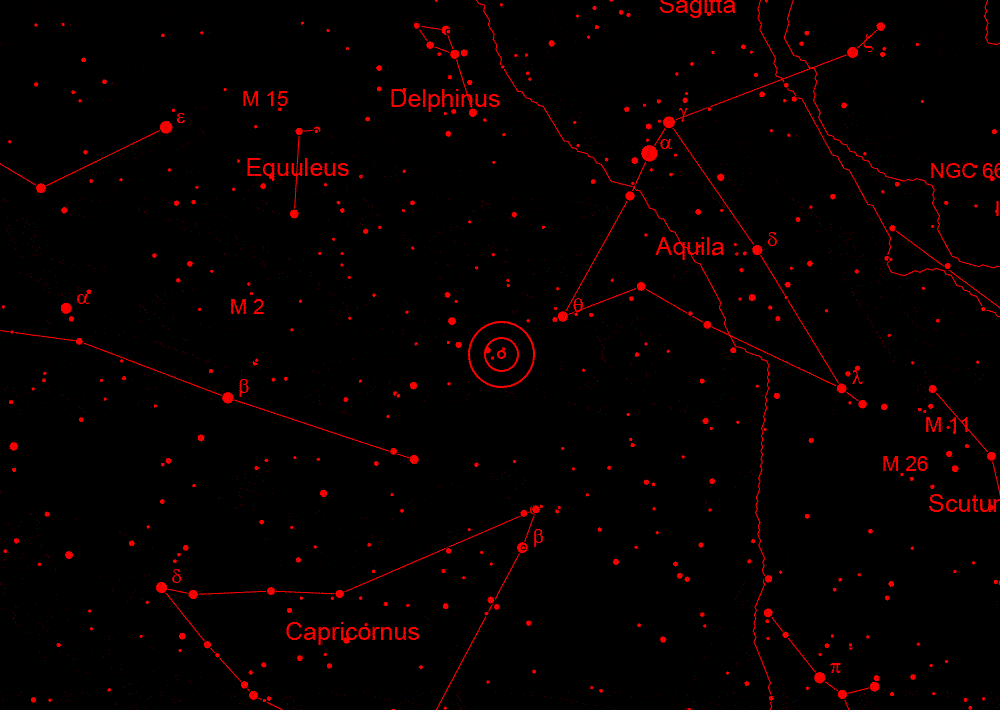 Sagitta
ζ
Delphinus
M 15
ε
γ
α
Equuleus
NGC 66
Aquila
δ
α
M 2
θ
β
λ
M 11
M 26
Scutum
β
δ
Capricornus
π